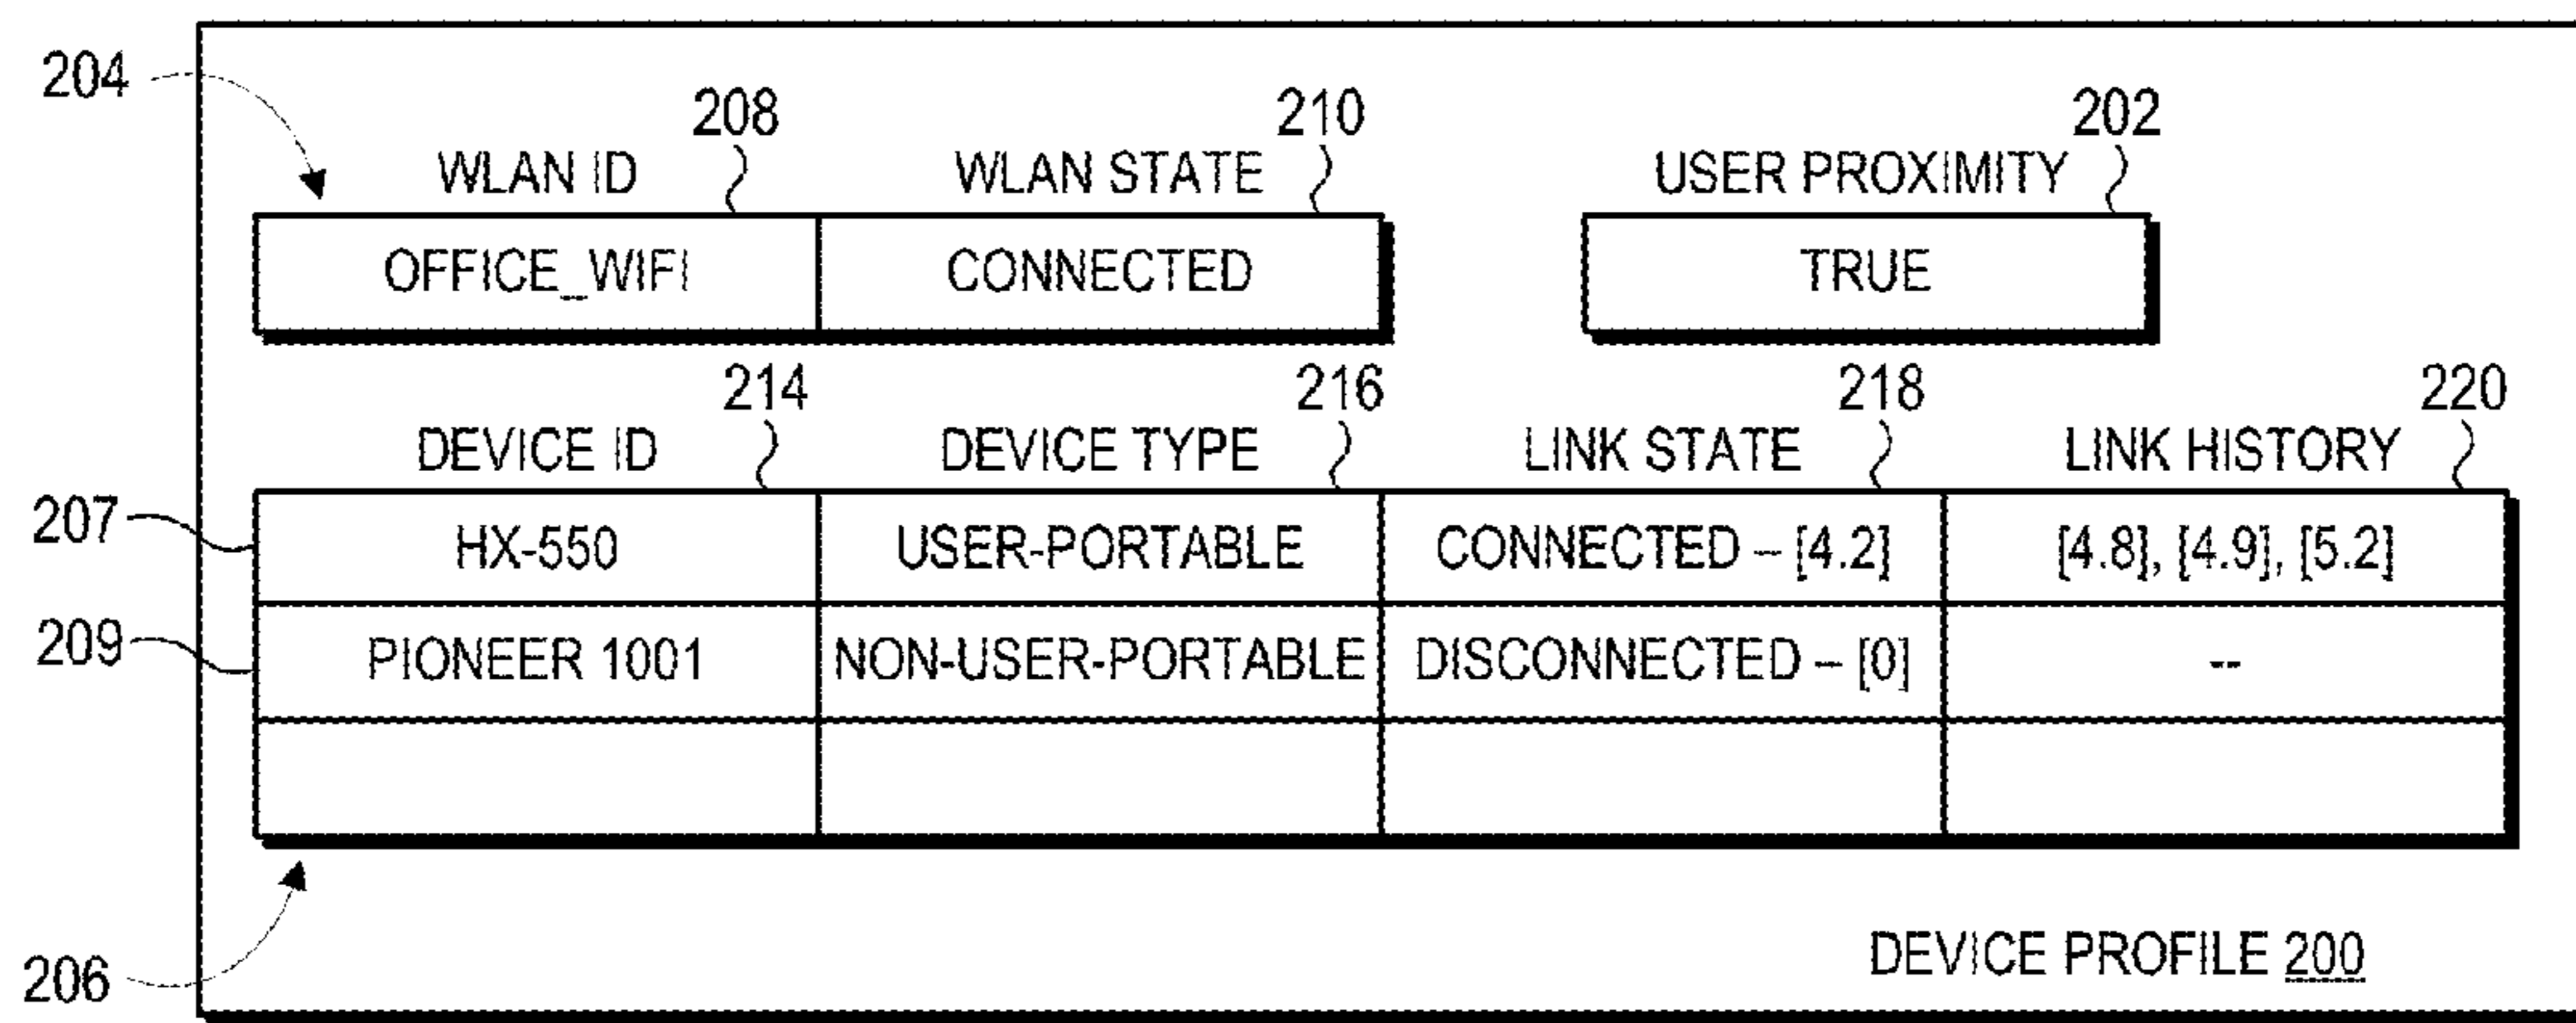 204
208 210 202
WLAN ID WLAN STATE USER PROXIMITY
OFFICE_WIFI CONNECTED TRUE
214 216 218 220
DEVICE ID DEVICE TYPE LINK STATE LINK HISTORY
207 HX-550 USER-PORTABLE CONNECTED – [4.2] [4.8], [4.9], [5.2]
209 PIONEER 1001 NON-USER-PORTABLE DISCONNECTED – [0] --
206
DEVICE PROFILE 200